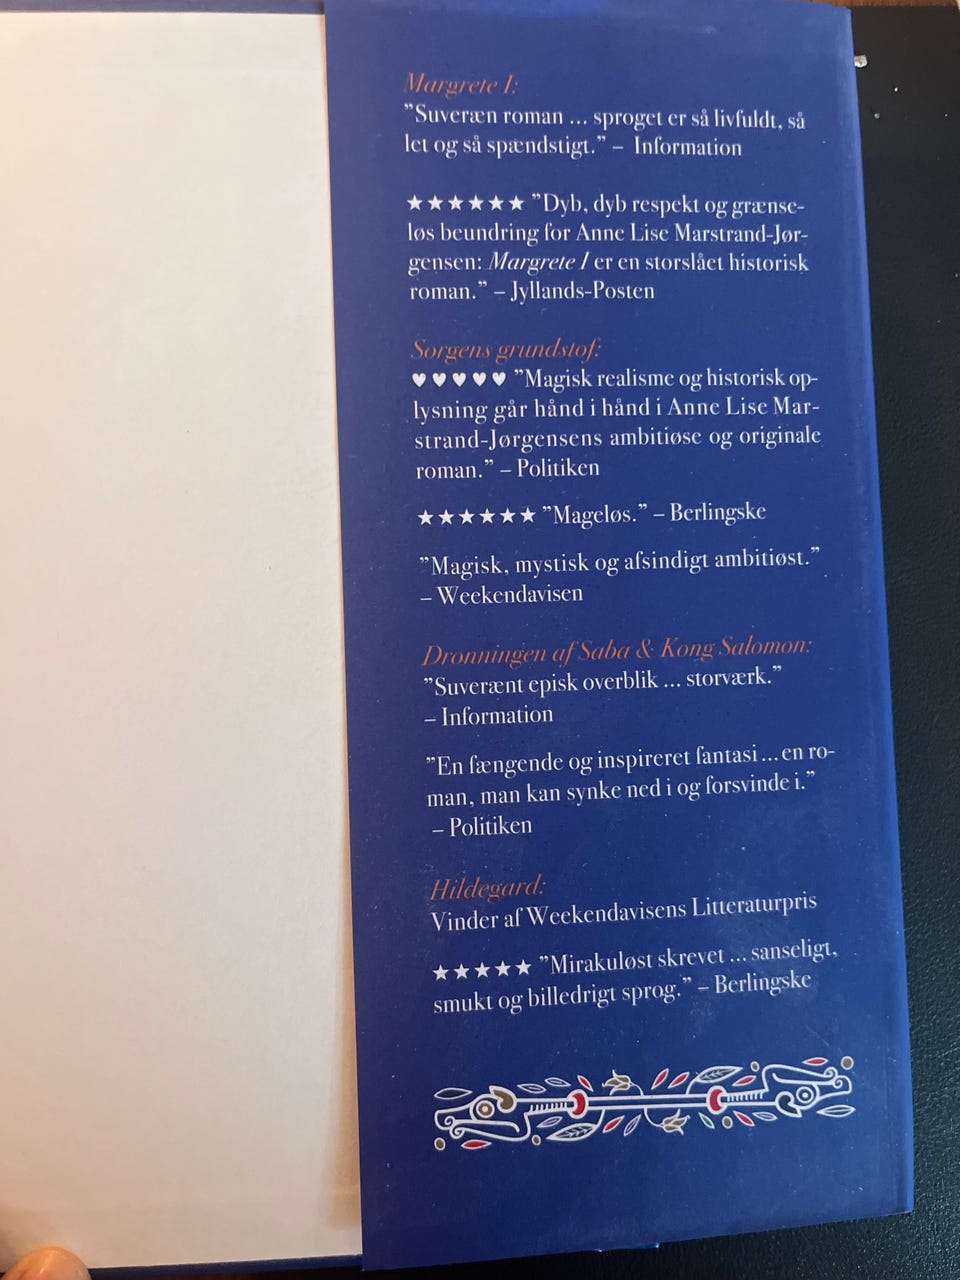 Margrete I:
”Suveræn roman ... sproget er så livfuldt, så
let og så spændstigt.” – Information
★★★★★★ ”Dyb, dyb respekt og grænse-
løs beundring for Anne Lise Marstrand-Jør-
gensen: Margrete I er en storslået historisk
roman.” – Jyllands-Posten
Sorgens grundstof:
♥♥♥♥♥ ”Magisk realisme og historisk op-
lysning går hånd i hånd i Anne Lise Mar-
strand-Jørgensens ambitiøse og originale
roman.” – Politiken
★★★★★★ ”Mageløs.” – Berlingske
”Magisk, mystisk og afsindigt ambitiøst.”
– Weekendavisen
Dronningen af Saba & Kong Salomon:
”Suverænt episk overblik ... storværk.”
– Information
”En fængende og inspireret fantasi ... en ro-
man, man kan synke ned i og forsvinde i.”
– Politiken
Hildegard:
Vinder af Weekendavisens Litteraturpris
★★★★★ ”Mirakuløst skrevet ... sanseligt,
smukt og billedrigt sprog.” – Berlingske